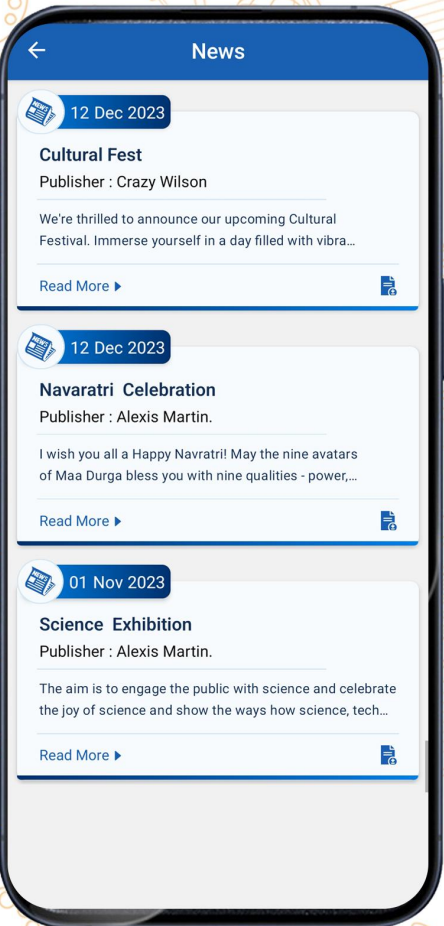 News
NEWS
12 Dec 2023
Cultural Fest
Publisher : Crazy Wilson
We're thrilled to announce our upcoming Cultural
Festival. Immerse yourself in a day filled with vibra...
Read More
NEWS
12 Dec 2023
Navaratri Celebration
Publisher : Alexis Martin.
I wish you all a Happy Navratri! May the nine avatars
of Maa Durga bless you with nine qualities - power,...
Read More
NEWS
01 Nov 2023
Science Exhibition
Publisher : Alexis Martin.
The aim is to engage the public with science and celebrate
the joy of science and show the ways how science, tech...
Read More